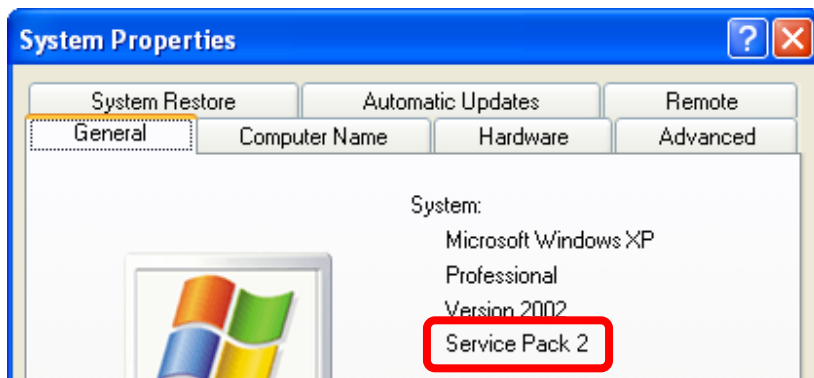 System Properties
System Restore Automatic Updates Remote
General Computer Name Hardware Advanced
System:
Microsoft Windows XP
Professional
Version 2002
Service Pack 2